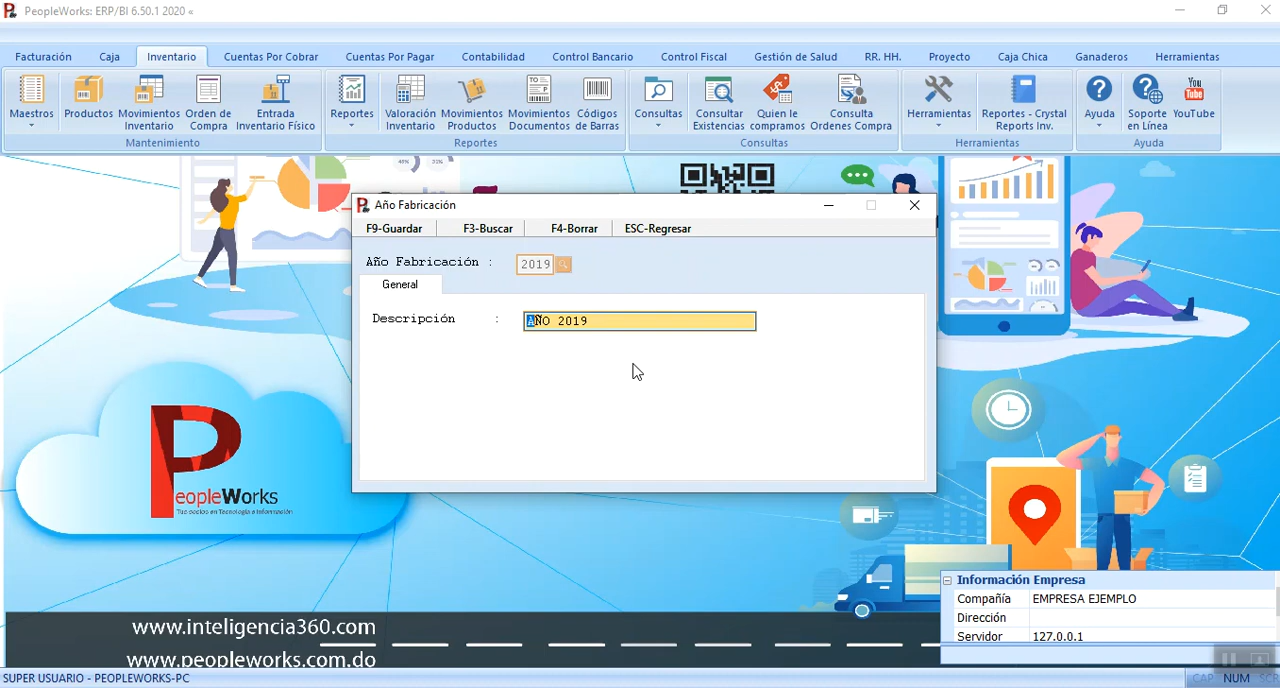 PeopleWorks: ERP/BI 6.50.1 2020 «
Facturación Caja Inventario Cuentas Por Cobrar Cuentas Por Pagar Contabilidad Control Bancario Control Fiscal Gestión de Salud RR. HH. Proyecto Caja Chica Ganaderos Herramientas
Maestros Productos Movimientos Inventario Orden de Compra Entrada Inventario Físico Reportes Valoración Inventario Movimientos Productos Movimientos Documentos Códigos de Barras Consultas Consultar Existencias Quien le compramos Consulta Ordenes Compra Herramientas Reportes - Crystal Reports Inv. Ayuda Soporte en Línea YouTube
Mantenimiento Reportes Consultas Herramientas Ayuda
Año Fabricación
F9-Guardar F3-Buscar F4-Borrar ESC-Regresar
Año Fabricación : 2019
General
Descripción : AÑO 2019
PeopleWorks
www.inteligencia360.com
www.peopleworks.com.do
Información Empresa
Compañía EMPRESA EJEMPLO
Dirección
Servidor 127.0.0.1
SUPER USUARIO - PEOPLEWORKS-PC CAP NUM SCR